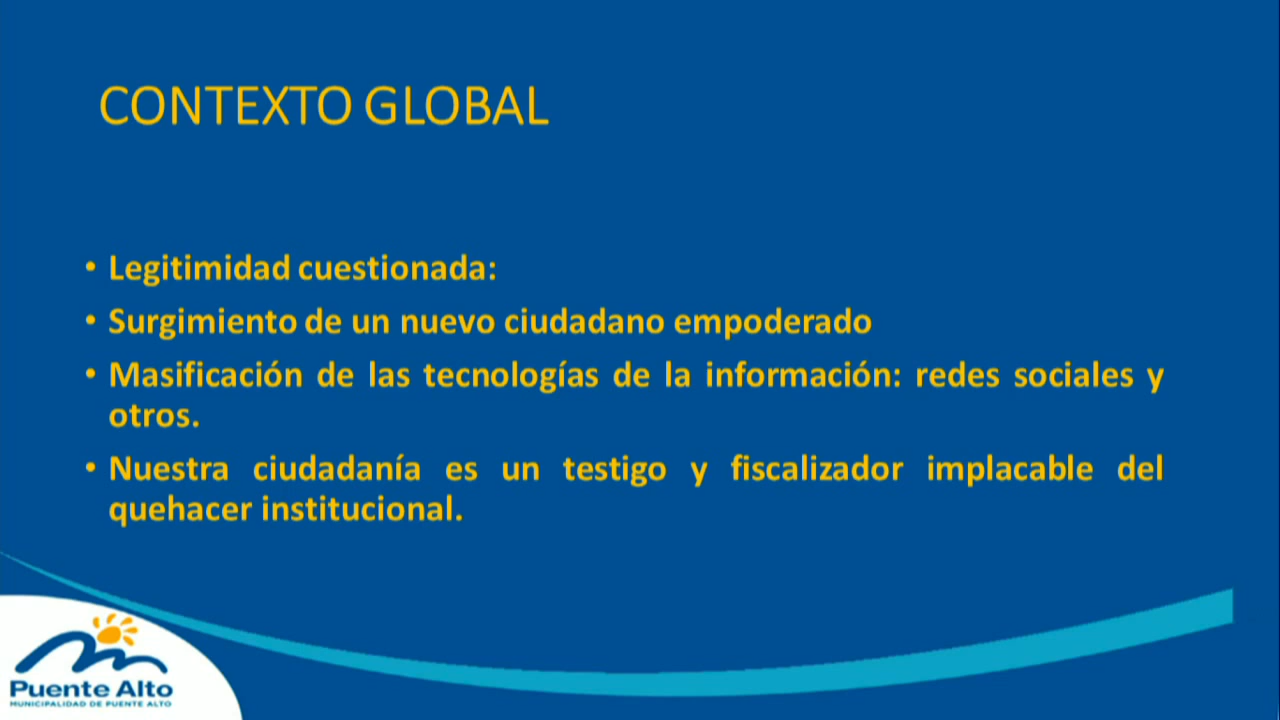 CONTEXTO GLOBAL
• Legitimidad cuestionada:
• Surgimiento de un nuevo ciudadano empoderado
• Masificación de las tecnologías de la información: redes sociales y
otros.
• Nuestra ciudadanía es un testigo y fiscalizador implacable del
quehacer institucional.
Puente Alto
MUNICIPALIDAD DE PUENTE ALTO